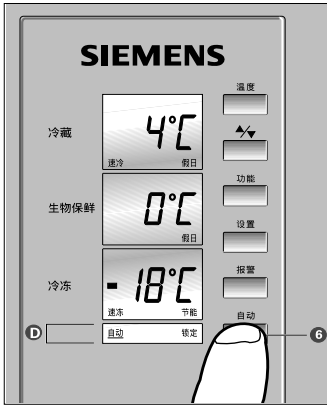 SIEMENS
温度
冷藏
4°C
速冷 假日
功能
生物保鲜
0°C
假日
设置
冷冻
-18°C
速冻 节能
报警
自动 锁定
自动
D
6